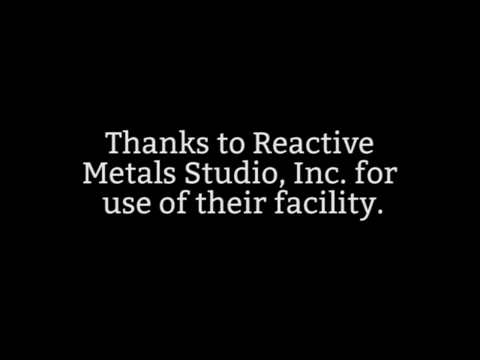 Thanks to Reactive
Metals Studio, Inc. for
use of their facility.